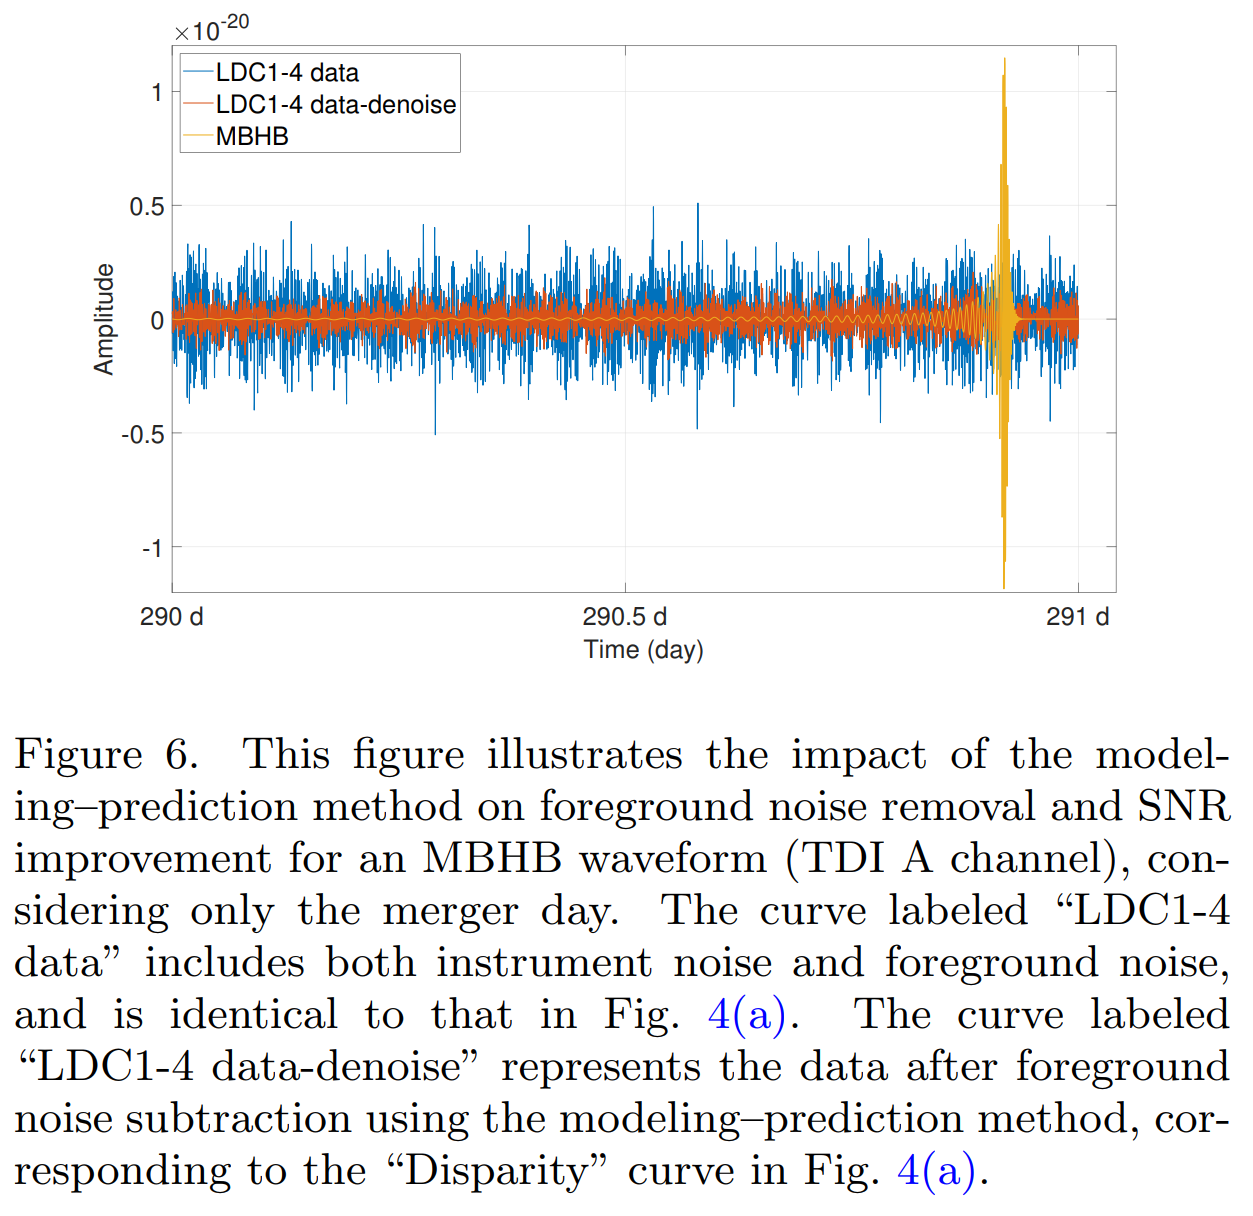 ×10-20
LDC1-4 data
LDC1-4 data-denoise
MBHB
1
0.5
0
-0.5
-1
Amplitude
290 d
290.5 d
291 d
Time (day)
Figure 6. This figure illustrates the impact of the model-
ing–prediction method on foreground noise removal and SNR
improvement for an MBHB waveform (TDI A channel), con-
sidering only the merger day. The curve labeled “LDC1-4
data” includes both instrument noise and foreground noise,
and is identical to that in Fig. 4(a). The curve labeled
“LDC1-4 data-denoise” represents the data after foreground
noise subtraction using the modeling–prediction method, cor-
responding to the “Disparity” curve in Fig. 4(a).